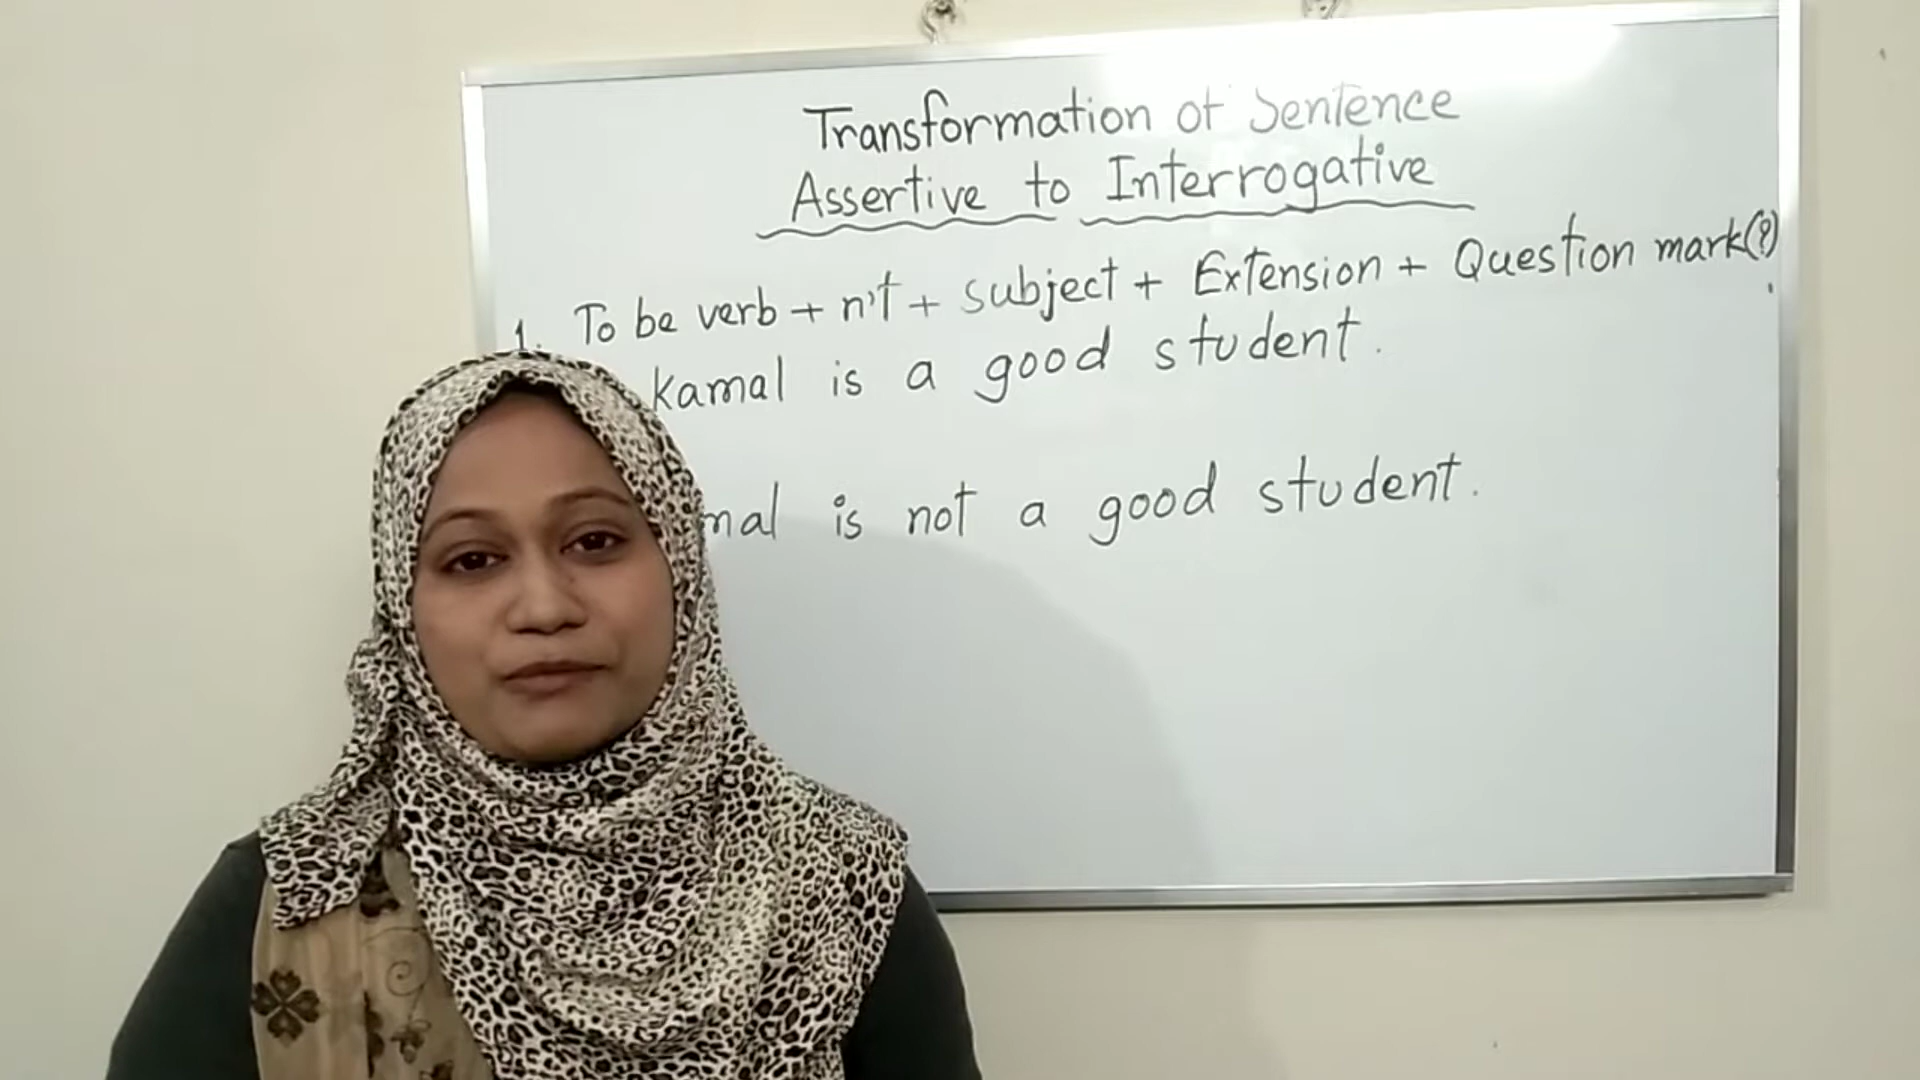 Transformation of Sentence
Assertive to Interrogative
1. To be verb + n't + subject + Extension + Question mark(?)
kamal is a good student.
is not a good student.